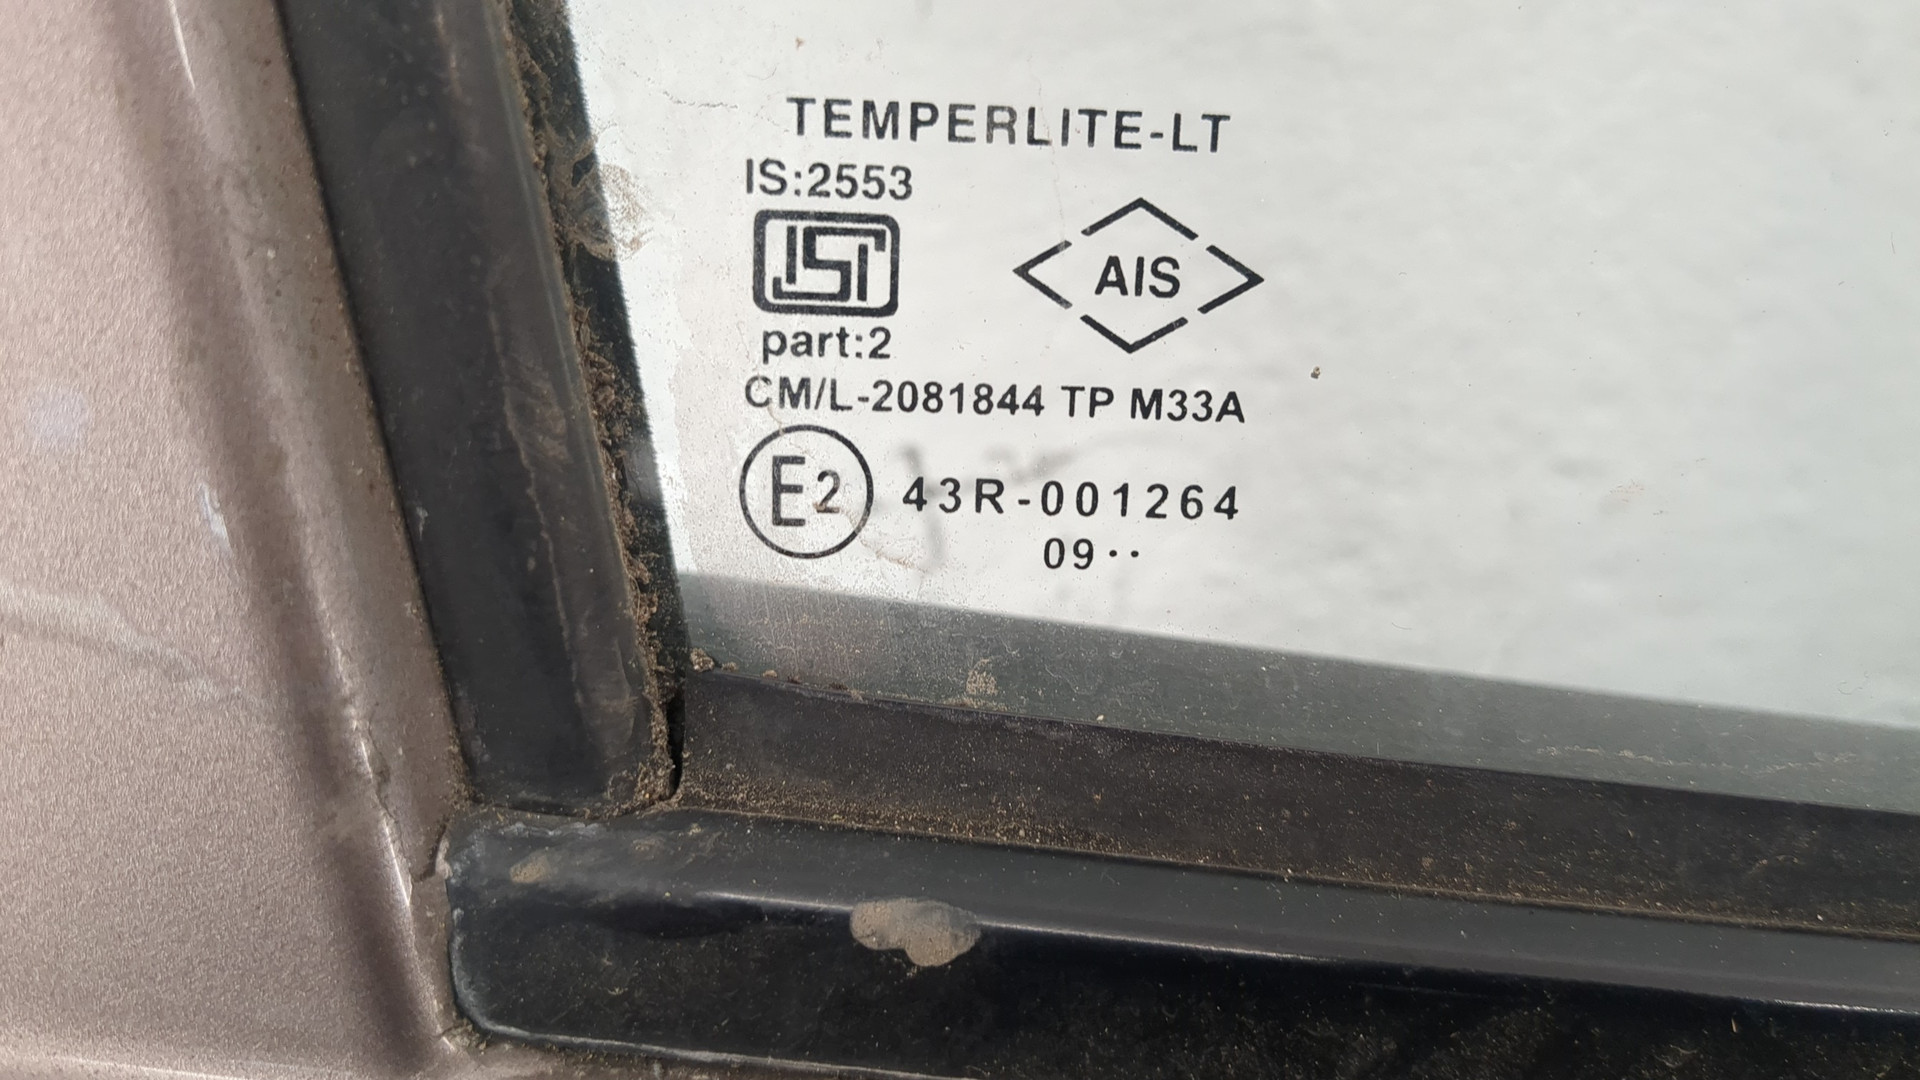 TEMPERLITE-LT
IS:2553
ISI
AIS
part:2
CM/L-2081844 TP M33A
E2 43R-001264
09··